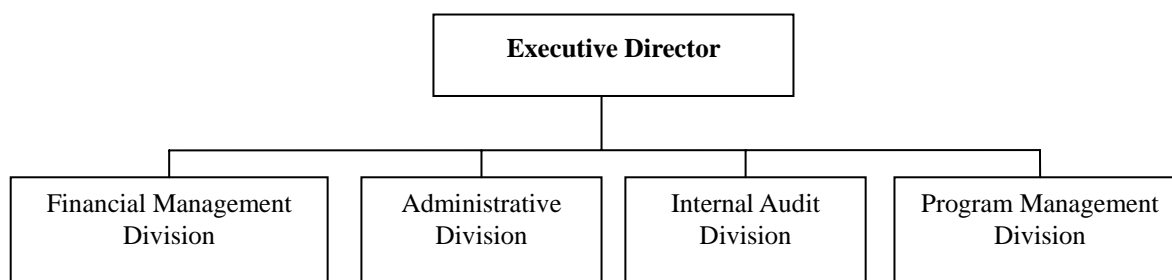 Executive Director
Financial Management
Division
Administrative
Division
Internal Audit
Division
Program Management
Division